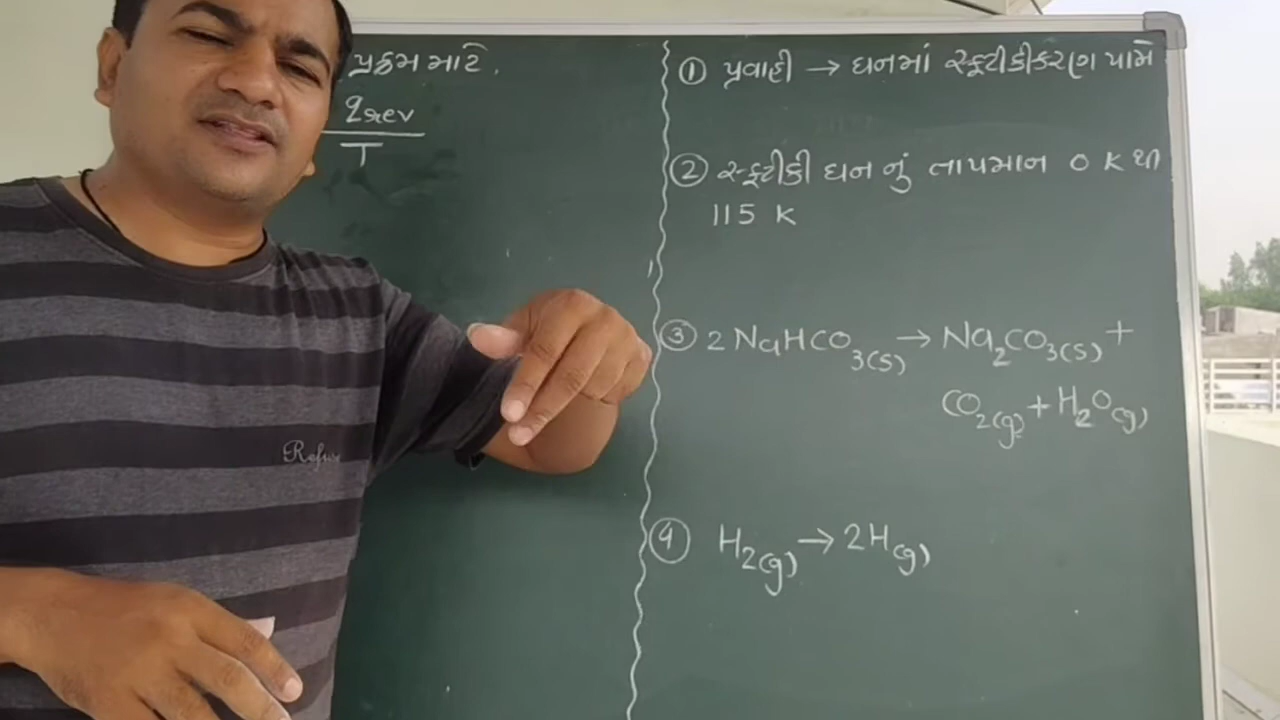 પ્રક્રમ માટે.
qrev
T
① પ્રવાહી → ઘનમાં સ્ફટીકીકરણ પામે
② સ્ફટીકી ઘન નું તાપમાન 0 K થી
115 K
③ 2 NaHCO3(s) → Na2CO3(s) +
CO2(g) + H2O(g)
④ H2(g) → 2H(g)